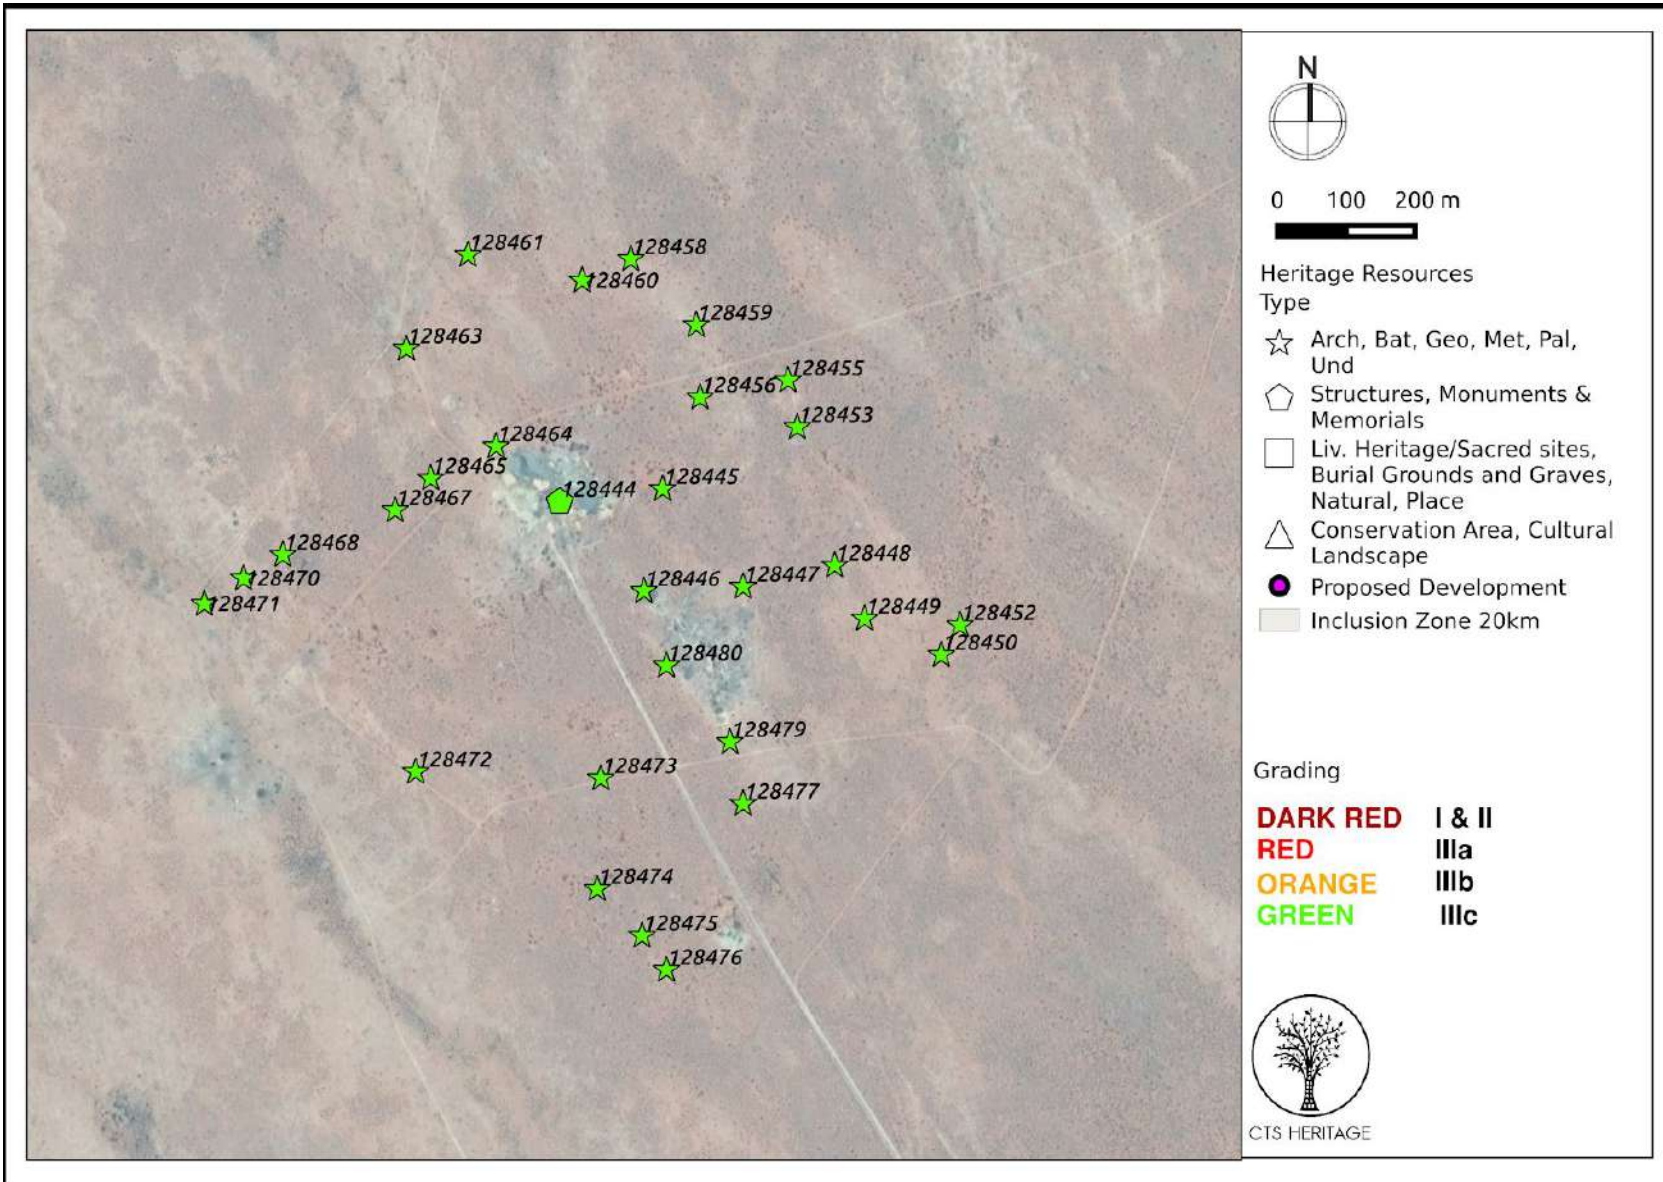 128461
128458
128460
128459
128463
128455
128456
128453
128464
128465
128445
128444
128467
128468
128448
128470
128446
128447
128471
128449
128452
128450
128480
128479
128472
128473
128477
128474
128475
128476
N
0 100 200 m
Heritage Resources
Type
Arch, Bat, Geo, Met, Pal,
Und
Structures, Monuments &
Memorials
Liv. Heritage/Sacred sites,
Burial Grounds and Graves,
Natural, Place
Conservation Area, Cultural
Landscape
Proposed Development
Inclusion Zone 20km
Grading
DARK RED I & II
RED IIIa
ORANGE IIIb
GREEN IIIc
CTS HERITAGE